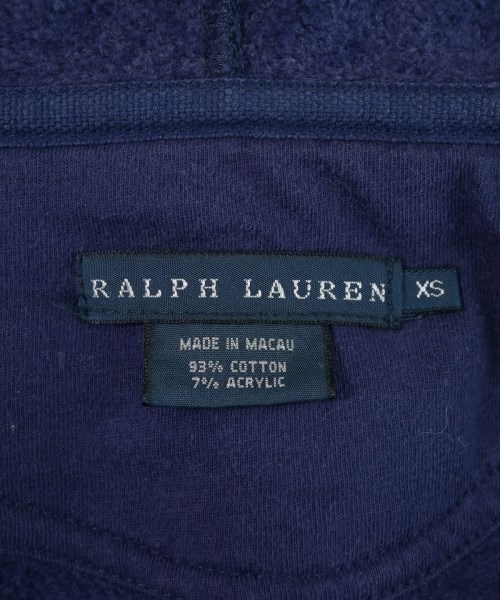 RALPH LAUREN
XS
MADE IN MACAU
93% COTTON
7% ACRYLIC